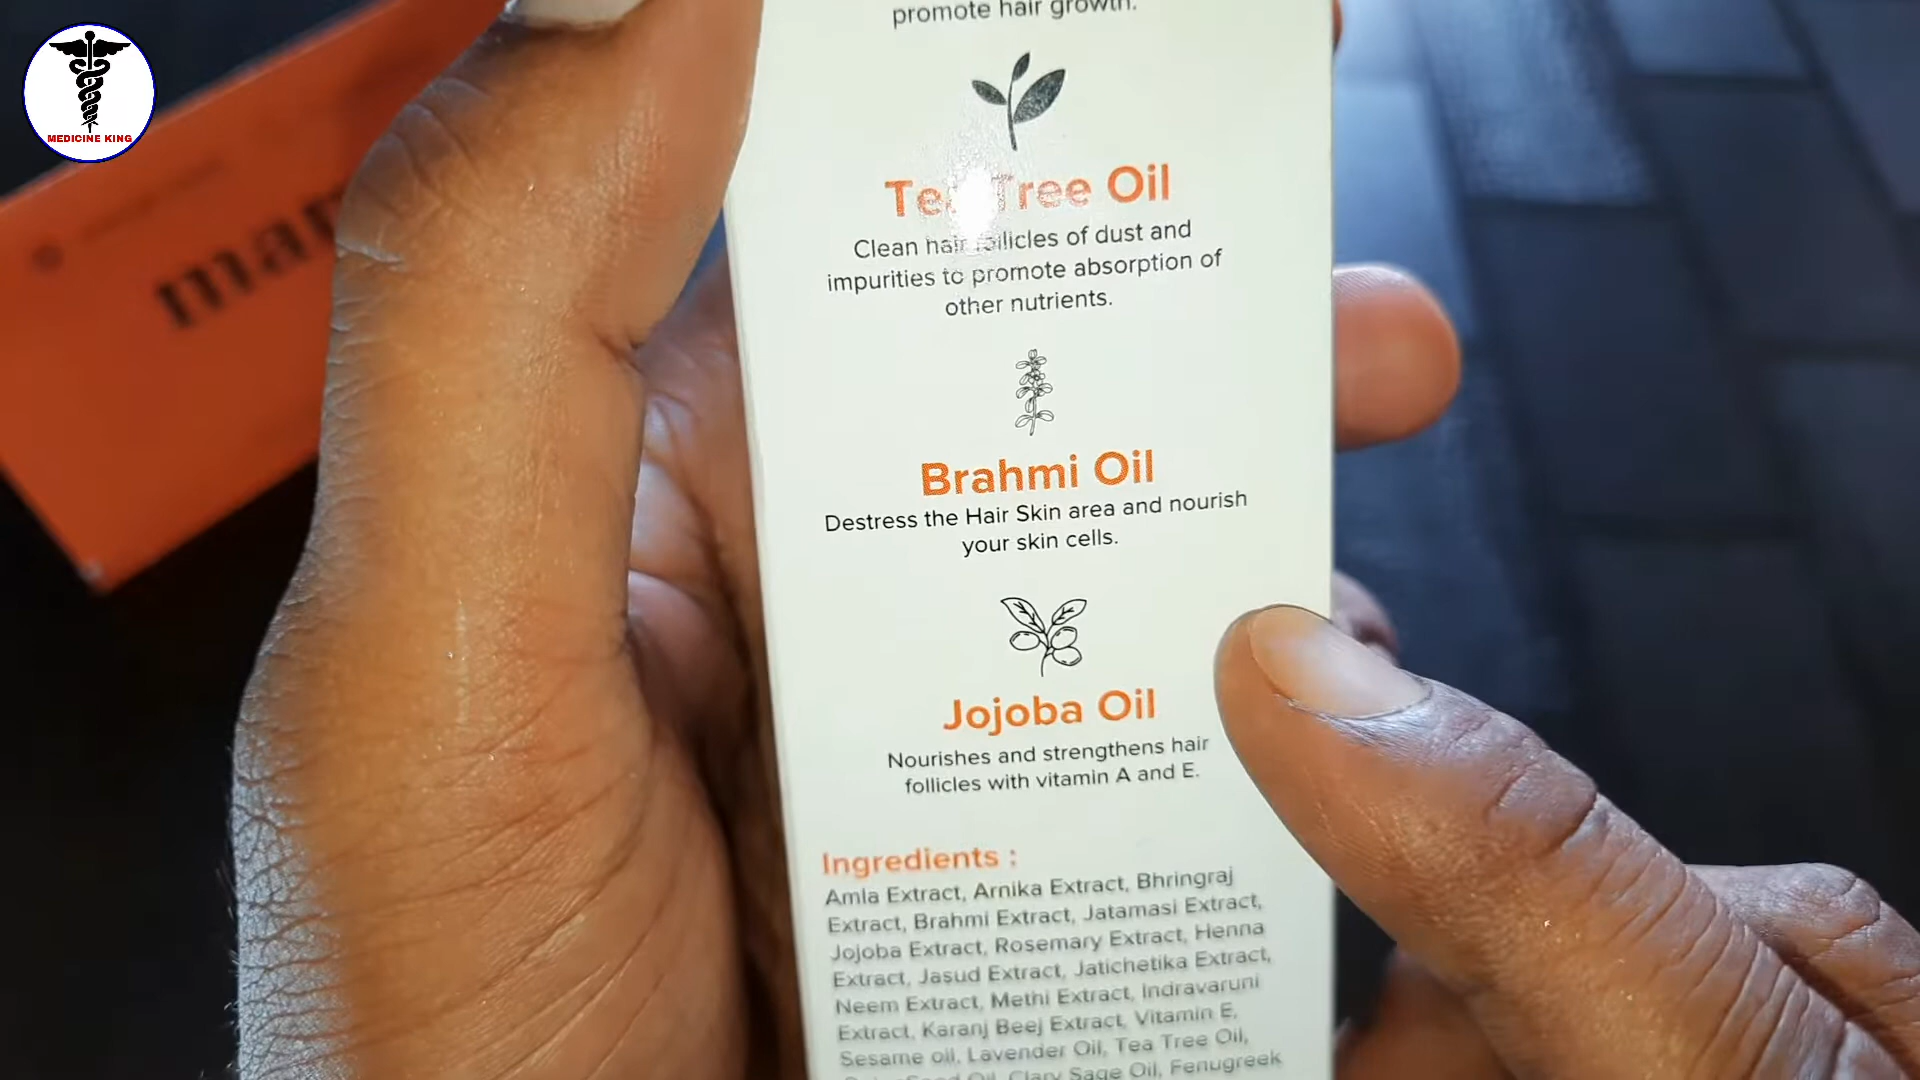 MEDICINE KING
promote hair growth.
Tea Tree Oil
Clean hair follicles of dust and
impurities to promote absorption of
other nutrients.
Brahmi Oil
Destress the Hair Skin area and nourish
your skin cells.
Jojoba Oil
Nourishes and strengthens hair
follicles with vitamin A and E.
Ingredients :
Amla Extract, Arnika Extract, Bhringraj
Extract, Brahmi Extract, Jatamasi Extract,
Jojoba Extract, Rosemary Extract, Henna
Extract, Jasud Extract, Jatichetika Extract,
Neem Extract, Methi Extract, Indravaruni
Extract, Karanj Beej Extract, Vitamin E,
Sesame oil, Lavender Oil, Tea Tree Oil,
Oil, Clary Sage Oil, Fenugreek